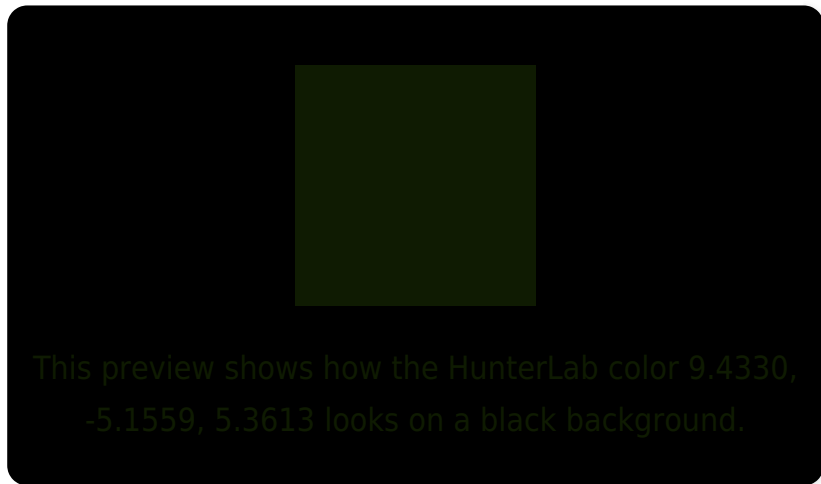 This preview shows how the HunterLab color 9.4330,
-5.1559, 5.3613 looks on a black background.